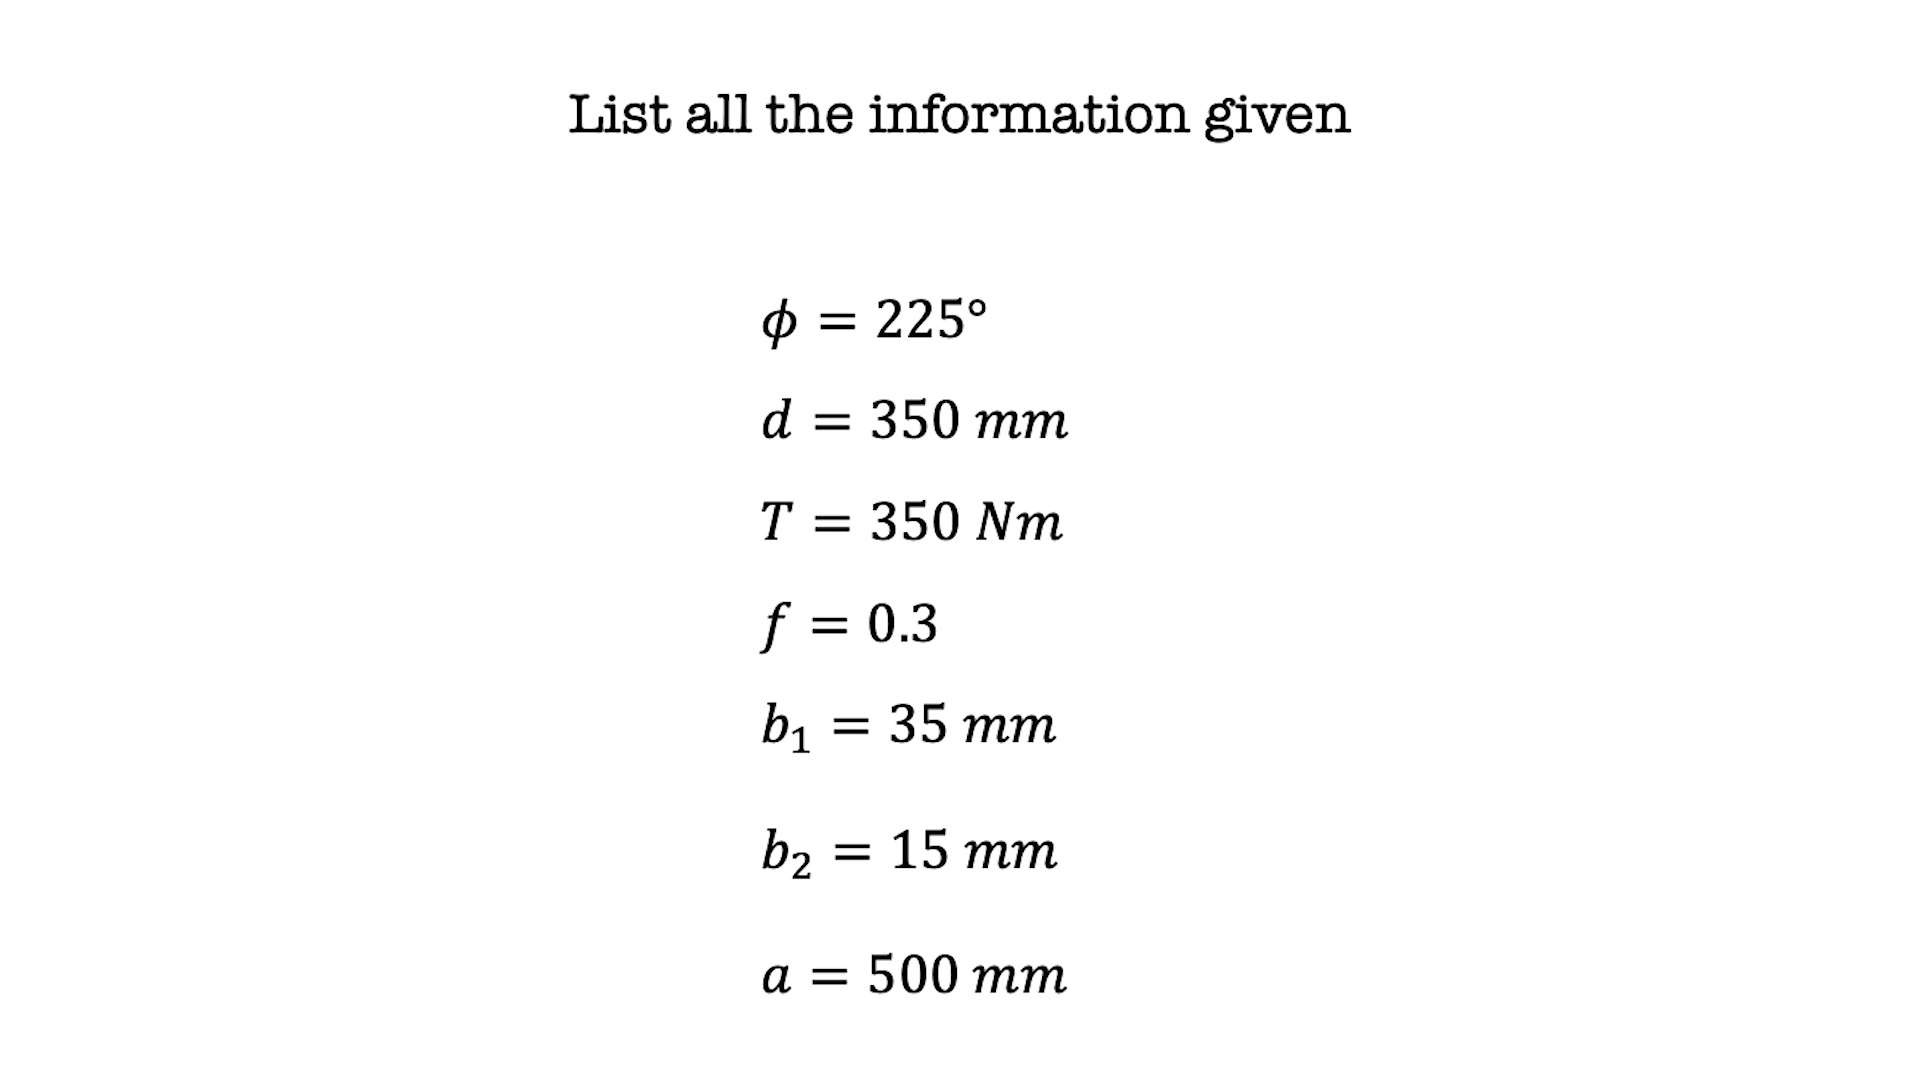 List all the information given
ϕ = 225°
d = 350 mm
T = 350 Nm
f = 0.3
b₁ = 35 mm
b₂ = 15 mm
a = 500 mm